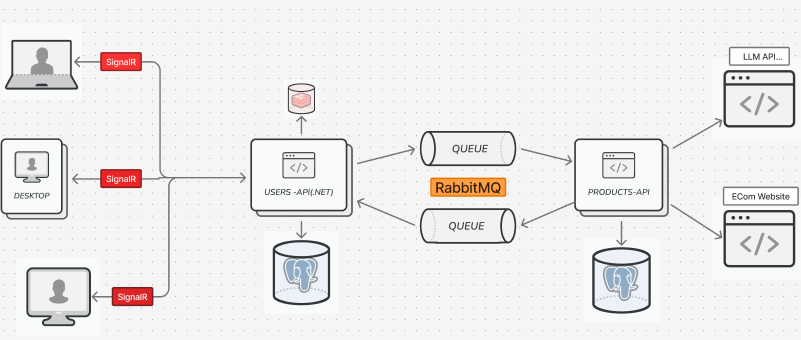 LLM API...
SignalR
QUEUE
DESKTOP
SignalR
USERS -API(.NET)
RabbitMQ
PRODUCTS-API
ECom Website
QUEUE
SignalR